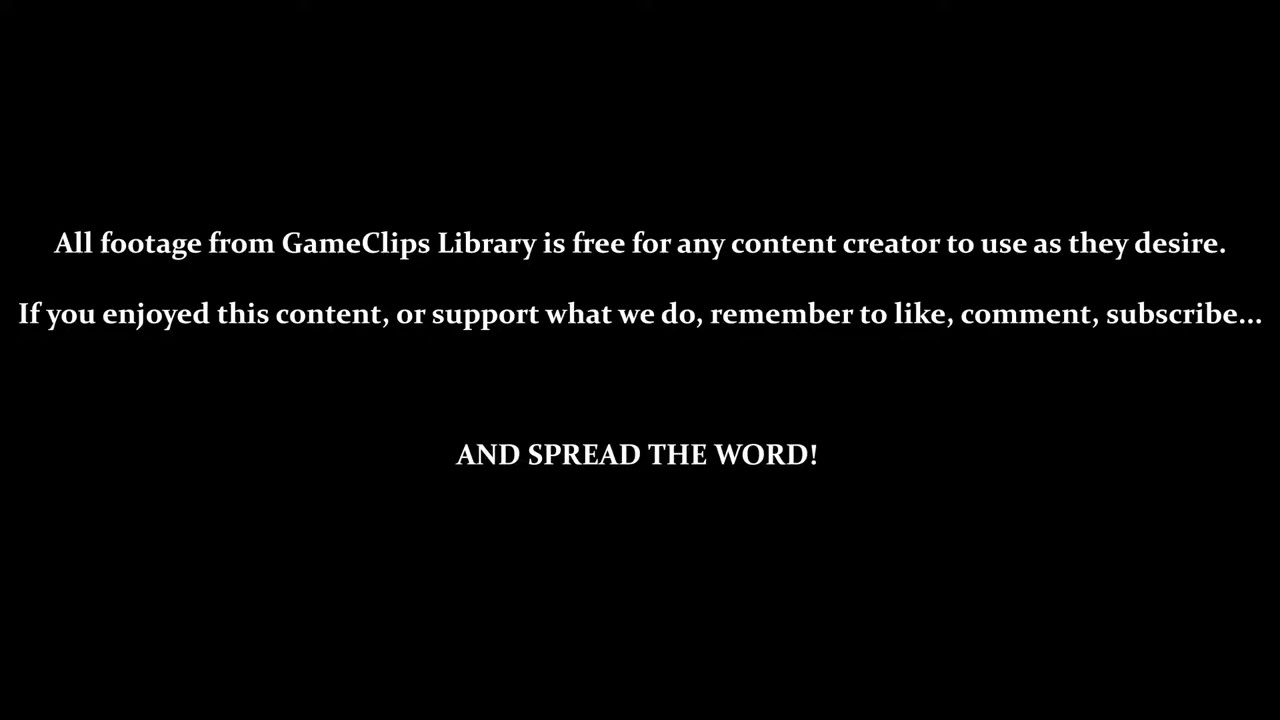 All footage from GameClips Library is free for any content creator to use as they desire.
If you enjoyed this content, or support what we do, remember to like, comment, subscribe...
AND SPREAD THE WORD!